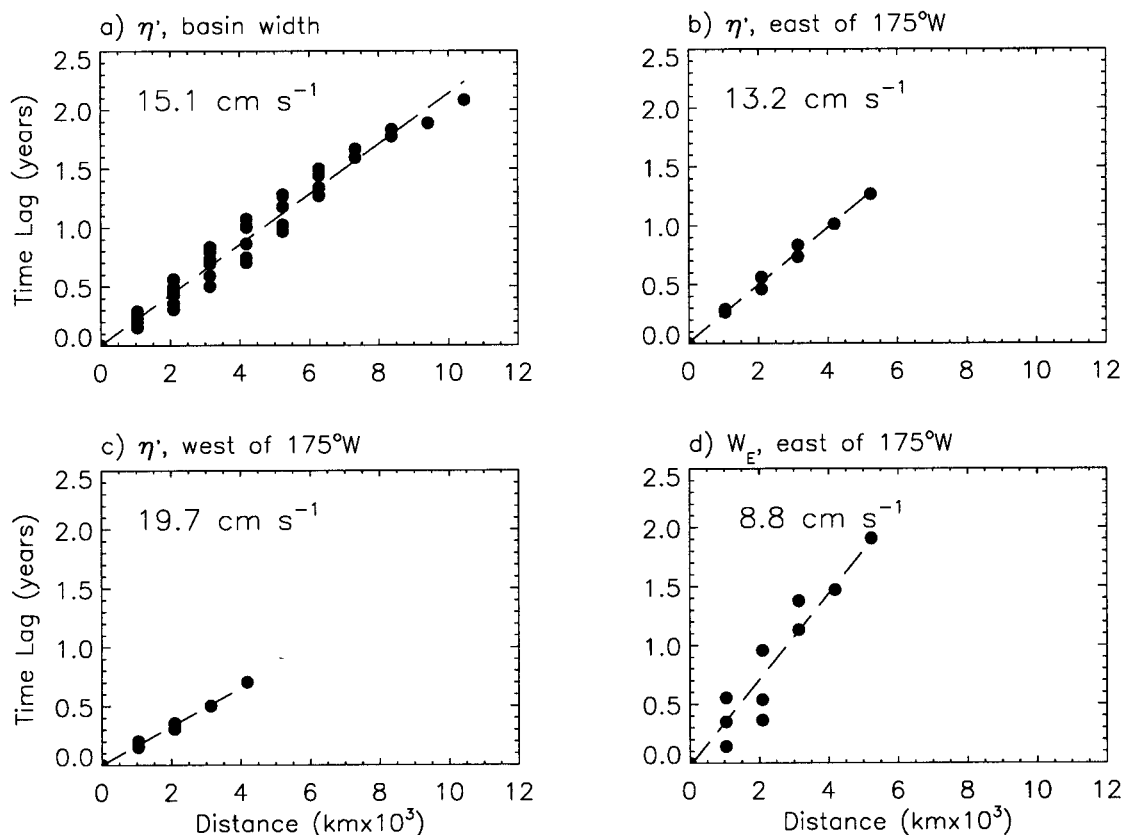 a) η', basin width
15.1 cm s⁻¹
Time Lag (years)
2.5
2.0
1.5
1.0
0.5
0.0
0 2 4 6 8 10 12
b) η', east of 175°W
13.2 cm s⁻¹
2.5
2.0
1.5
1.0
0.5
0.0
0 2 4 6 8 10 12
c) η', west of 175°W
19.7 cm s⁻¹
Time Lag (years)
2.5
2.0
1.5
1.0
0.5
0.0
0 2 4 6 8 10 12
Distance (kmx10³)
d) W_E, east of 175°W
8.8 cm s⁻¹
2.5
2.0
1.5
1.0
0.5
0.0
0 2 4 6 8 10 12
Distance (kmx10³)